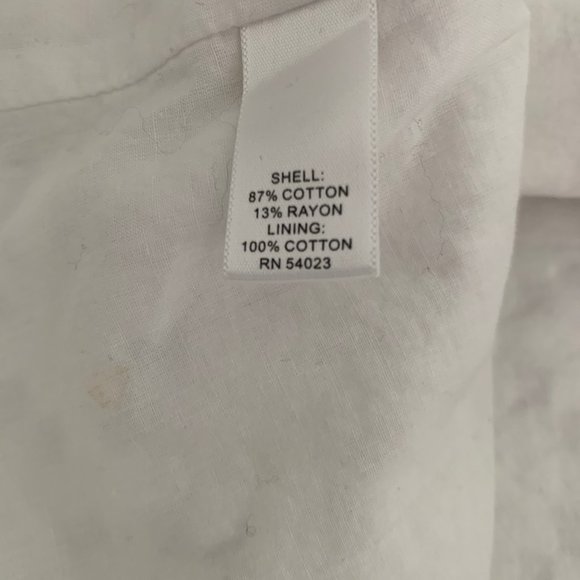 SHELL:
87% COTTON
13% RAYON
LINING:
100% COTTON
RN 54023